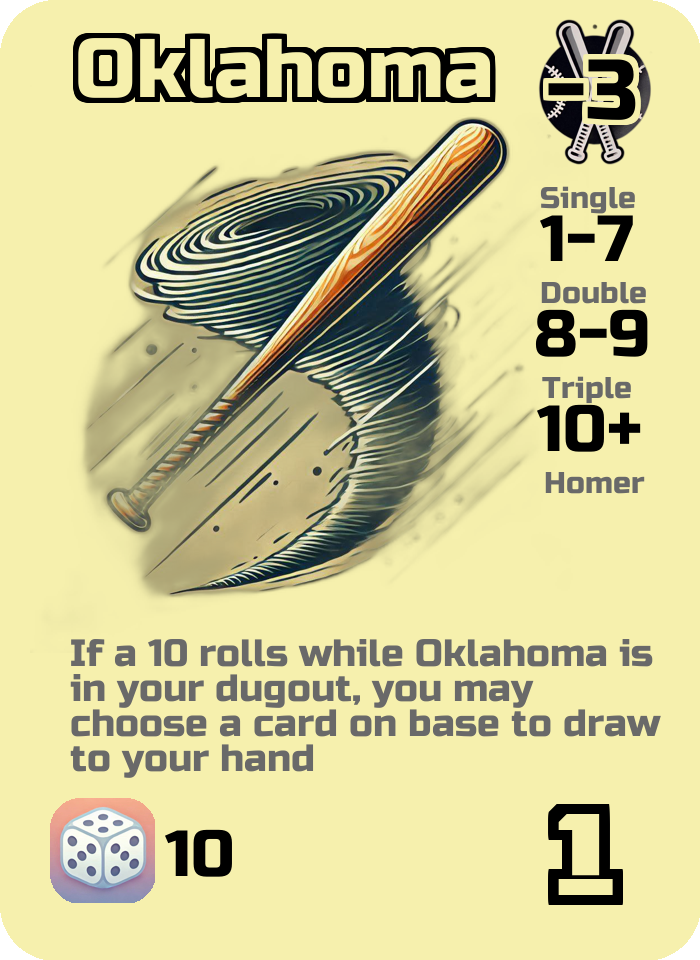 Oklahoma
-3
Single
1-7
Double
8-9
Triple
10+
Homer
If a 10 rolls while Oklahoma is
in your dugout, you may
choose a card on base to draw
to your hand
10
1